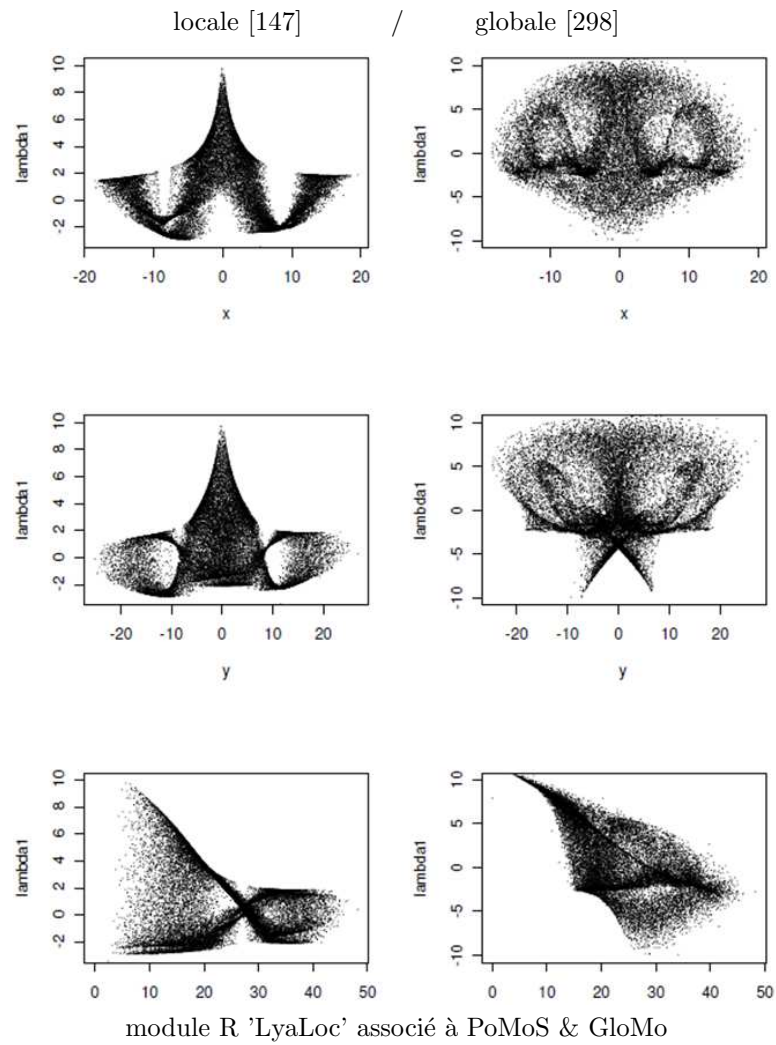 locale [147] / globale [298]
lambda1
-2 0 2 4 6 8 10
-20 -10 0 10 20
x
lambda1
-10 -5 0 5 10
-10 0 10 20
x
lambda1
-2 0 2 4 6 8 10
-20 -10 0 10 20
y
lambda1
-10 -5 0 5 10
-20 -10 0 10 20
y
lambda1
-2 0 2 4 6 8 10
0 10 20 30 40 50
lambda1
-10 -5 0 5 10
0 10 20 30 40 50
module R 'LyaLoc' associé à PoMoS & GloMo